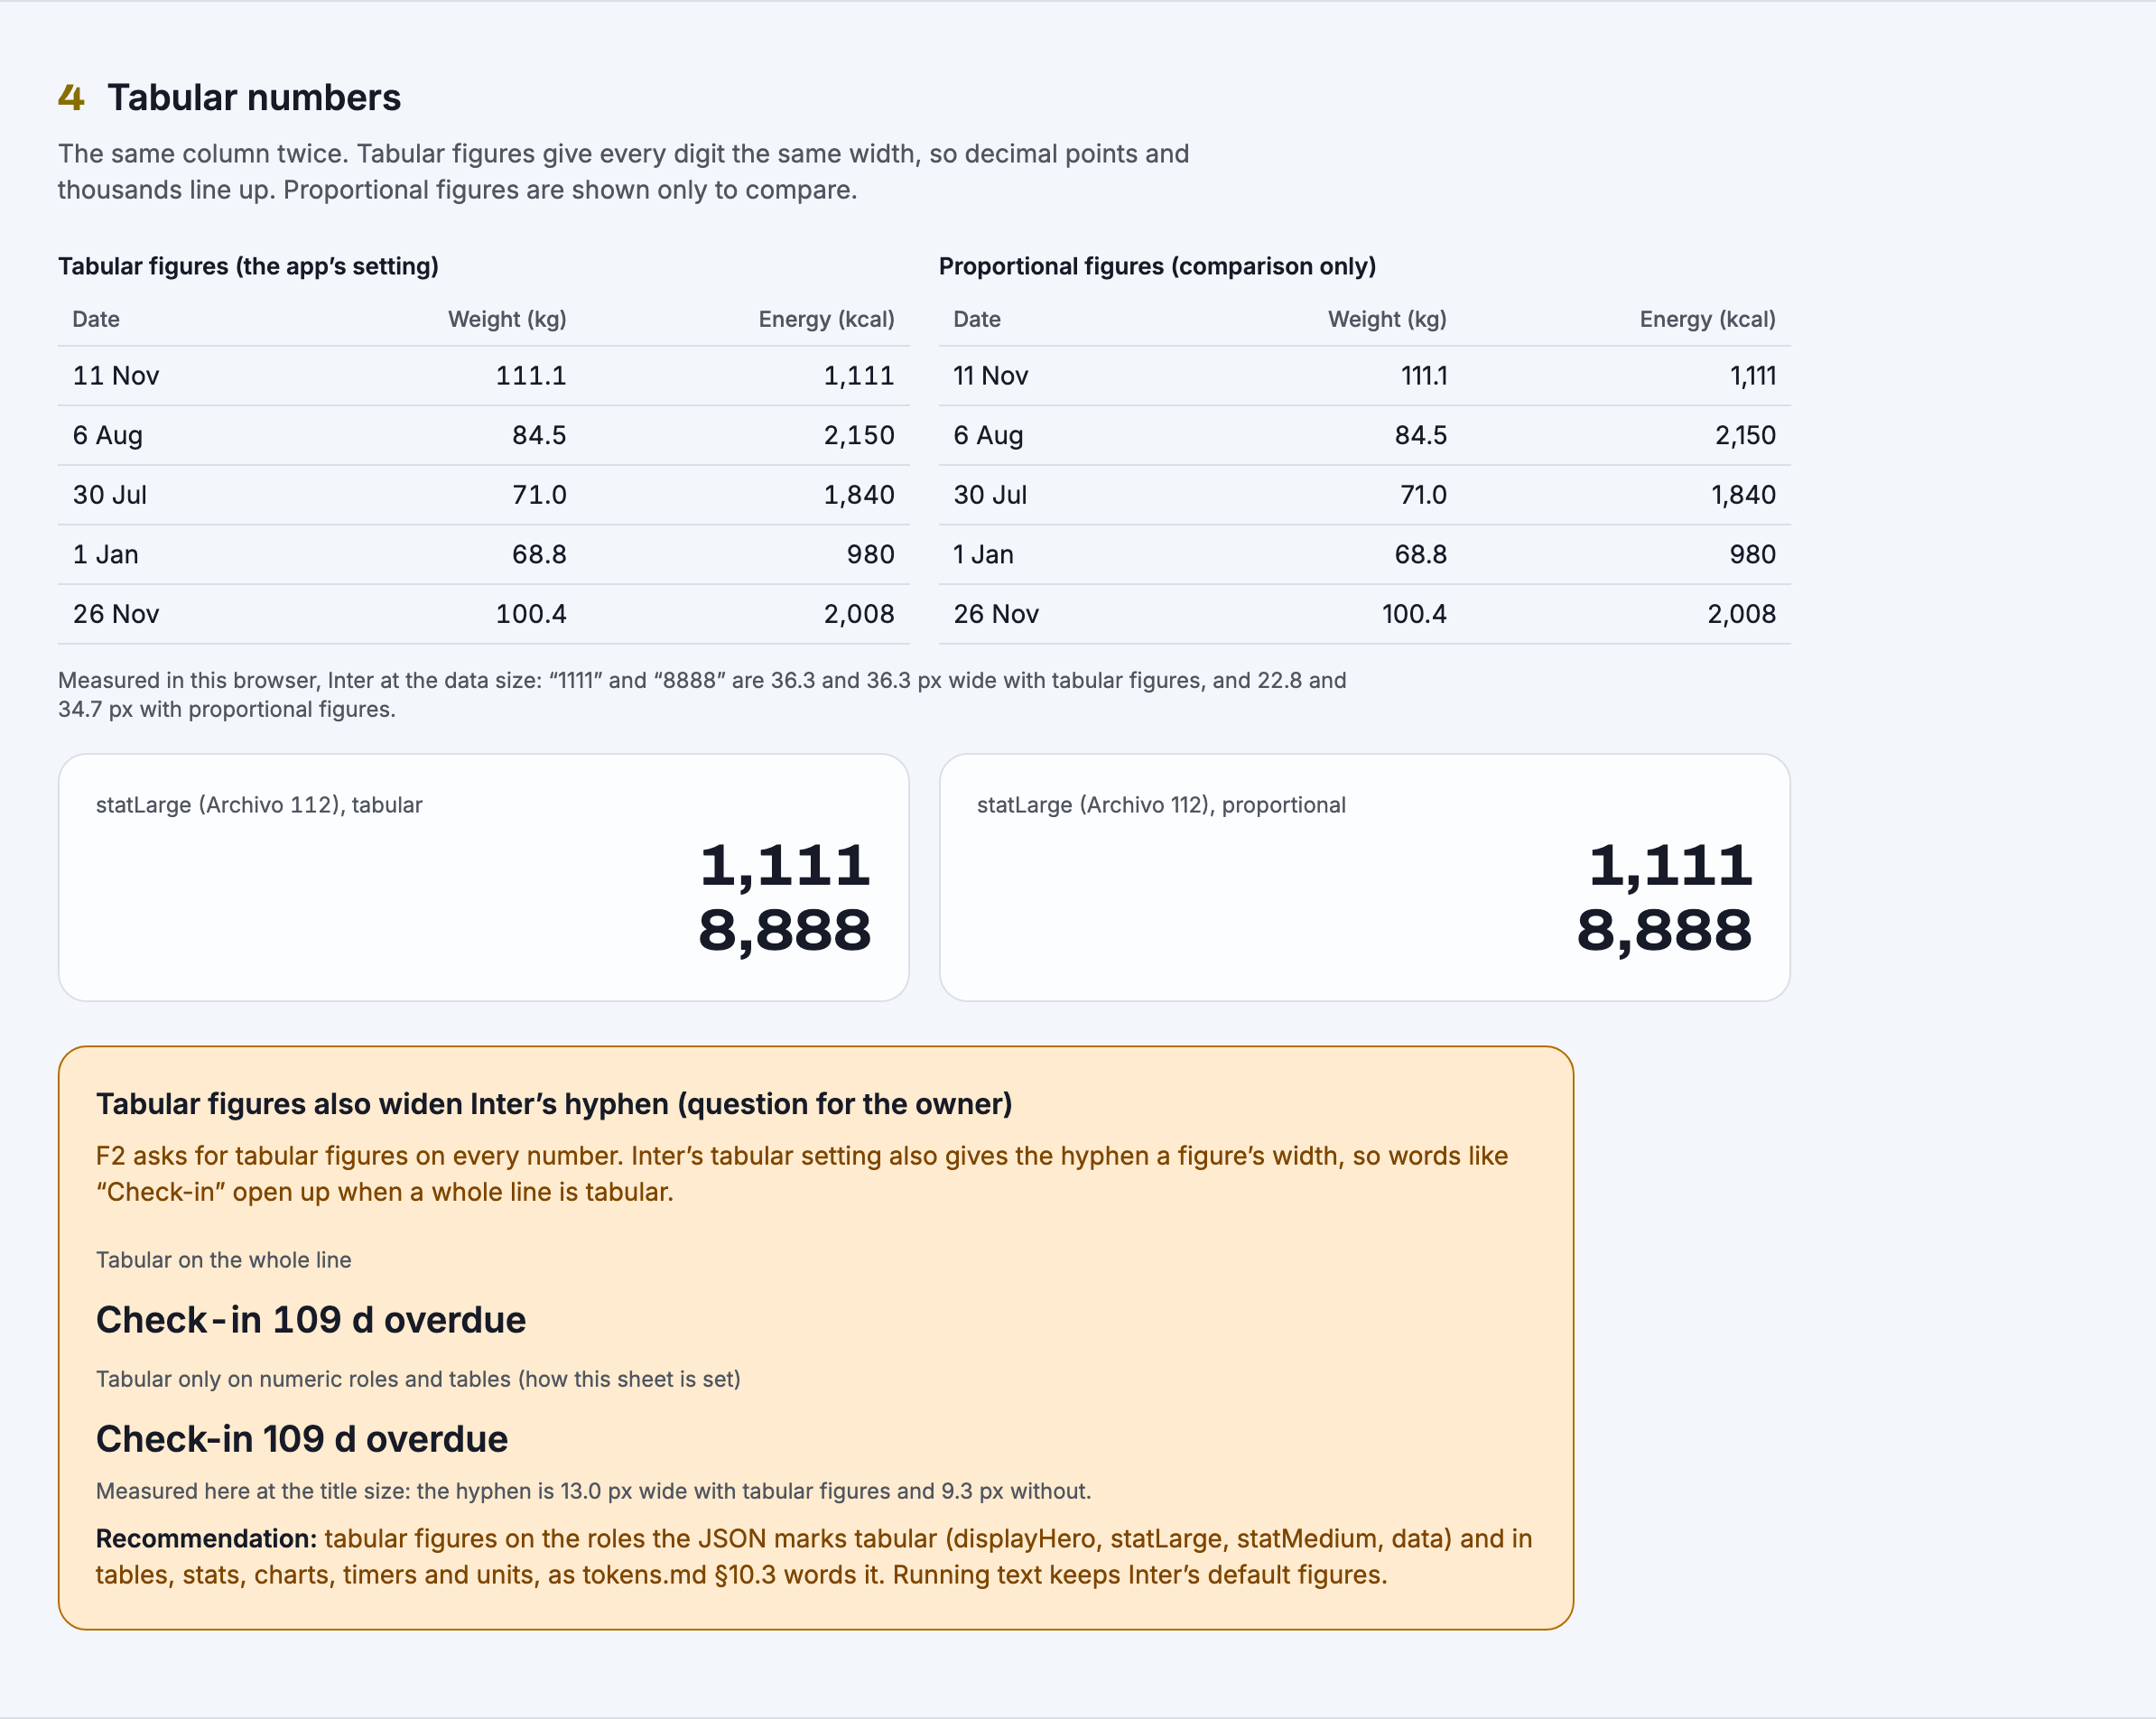 4 Tabular numbers
The same column twice. Tabular figures give every digit the same width, so decimal points and
thousands line up. Proportional figures are shown only to compare.
Tabular figures (the app’s setting)
Date Weight (kg) Energy (kcal)
11 Nov 111.1 1,111
6 Aug 84.5 2,150
30 Jul 71.0 1,840
1 Jan 68.8 980
26 Nov 100.4 2,008
Proportional figures (comparison only)
Date Weight (kg) Energy (kcal)
11 Nov 111.1 1,111
6 Aug 84.5 2,150
30 Jul 71.0 1,840
1 Jan 68.8 980
26 Nov 100.4 2,008
Measured in this browser, Inter at the data size: “1111” and “8888” are 36.3 and 36.3 px wide with tabular figures, and 22.8 and
34.7 px with proportional figures.
statLarge (Archivo 112), tabular
1,111
8,888
statLarge (Archivo 112), proportional
1,111
8,888
Tabular figures also widen Inter’s hyphen (question for the owner)
F2 asks for tabular figures on every number. Inter’s tabular setting also gives the hyphen a figure’s width, so words like
“Check-in” open up when a whole line is tabular.
Tabular on the whole line
Check-in 109 d overdue
Tabular only on numeric roles and tables (how this sheet is set)
Check-in 109 d overdue
Measured here at the title size: the hyphen is 13.0 px wide with tabular figures and 9.3 px without.
Recommendation: tabular figures on the roles the JSON marks tabular (displayHero, statLarge, statMedium, data) and in
tables, stats, charts, timers and units, as tokens.md §10.3 words it. Running text keeps Inter’s default figures.